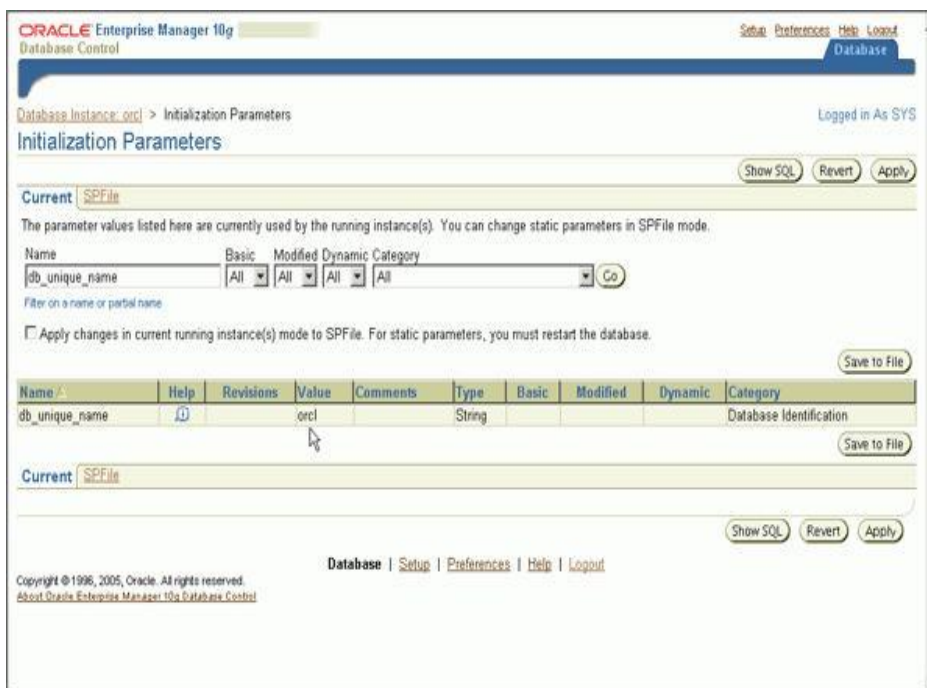 ORACLE Enterprise Manager 10g
Database Control
Setup Preferences Help Logout
Database
Database Instance: orcl > Initialization Parameters
Logged in As SYS
Initialization Parameters
Show SQL Revert Apply
Current SPFile
The parameter values listed here are currently used by the running instance(s). You can change static parameters in SPFile mode.
Name Basic Modified Dynamic Category
db_unique_name All All All All Go
Filter on a name or partial name
Apply changes in current running instance(s) mode to SPFile. For static parameters, you must restart the database.
Save to File
Name Help Revisions Value Comments Type Basic Modified Dynamic Category
db_unique_name orcl String Database Identification
Save to File
Current SPFile
Show SQL Revert Apply
Database | Setup | Preferences | Help | Logout
Copyright © 1996, 2005, Oracle. All rights reserved.
About Oracle Enterprise Manager 10g Database Control